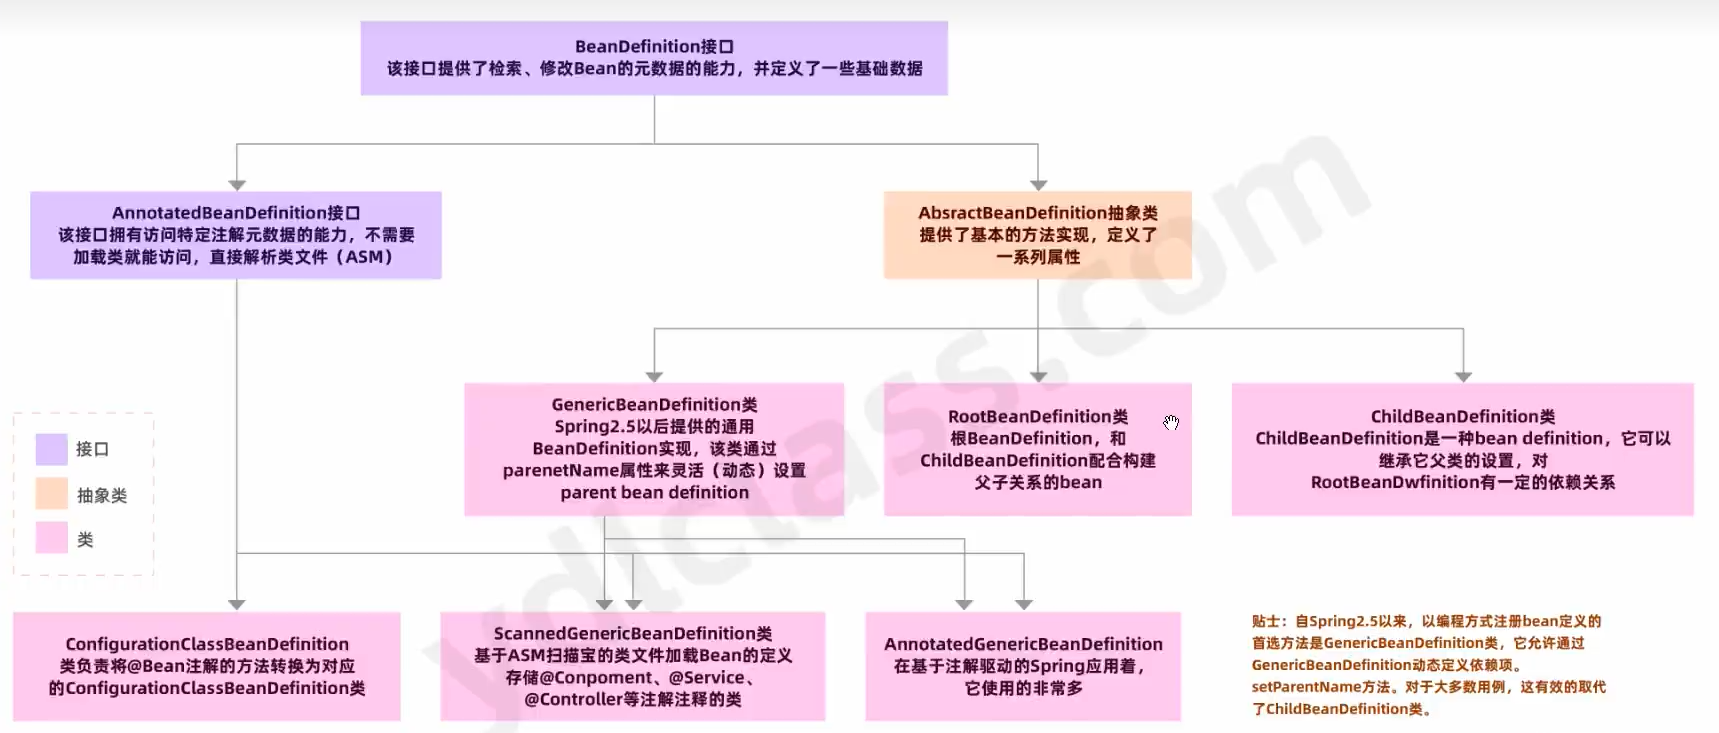 BeanDefinition接口
该接口提供了检索、修改Bean的元数据的能力，并定义了一些基础数据
AnnotatedBeanDefinition接口
该接口拥有访问特定注解元数据的能力，不需要
加载类就能访问，直接解析类文件（ASM）
AbsractBeanDefinition抽象类
提供了基本的方法实现，定义了
一系列属性
GenericBeanDefinition类
Spring2.5以后提供的通用
BeanDefinition实现，该类通过
parenetName属性来灵活（动态）设置
parent bean definition
RootBeanDefinition类
根BeanDefinition，和
ChildBeanDefinition配合构建
父子关系的bean
ChildBeanDefinition类
ChildBeanDefinition是一种bean definition，它可以
继承它父类的设置，对
RootBeanDwfinition有一定的依赖关系
接口
抽象类
类
ConfigurationClassBeanDefinition
类负责将@Bean注解的方法转换为对应
的ConfigurationClassBeanDefinition类
ScannedGenericBeanDefinition类
基于ASM扫描宝的类文件加载Bean的定义
存储@Conpoment、@Service、
@Controller等注解注释的类
AnnotatedGenericBeanDefinition
在基于注解驱动的Spring应用着，
它使用的非常多
贴士：自Spring2.5以来，以编程方式注册bean定义的
首选方法是GenericBeanDefinition类，它允许通过
GenericBeanDefinition动态定义依赖项。
setParentName方法。对于大多数用例，这有效的取代
了ChildBeanDefinition类。
ydlclass.com